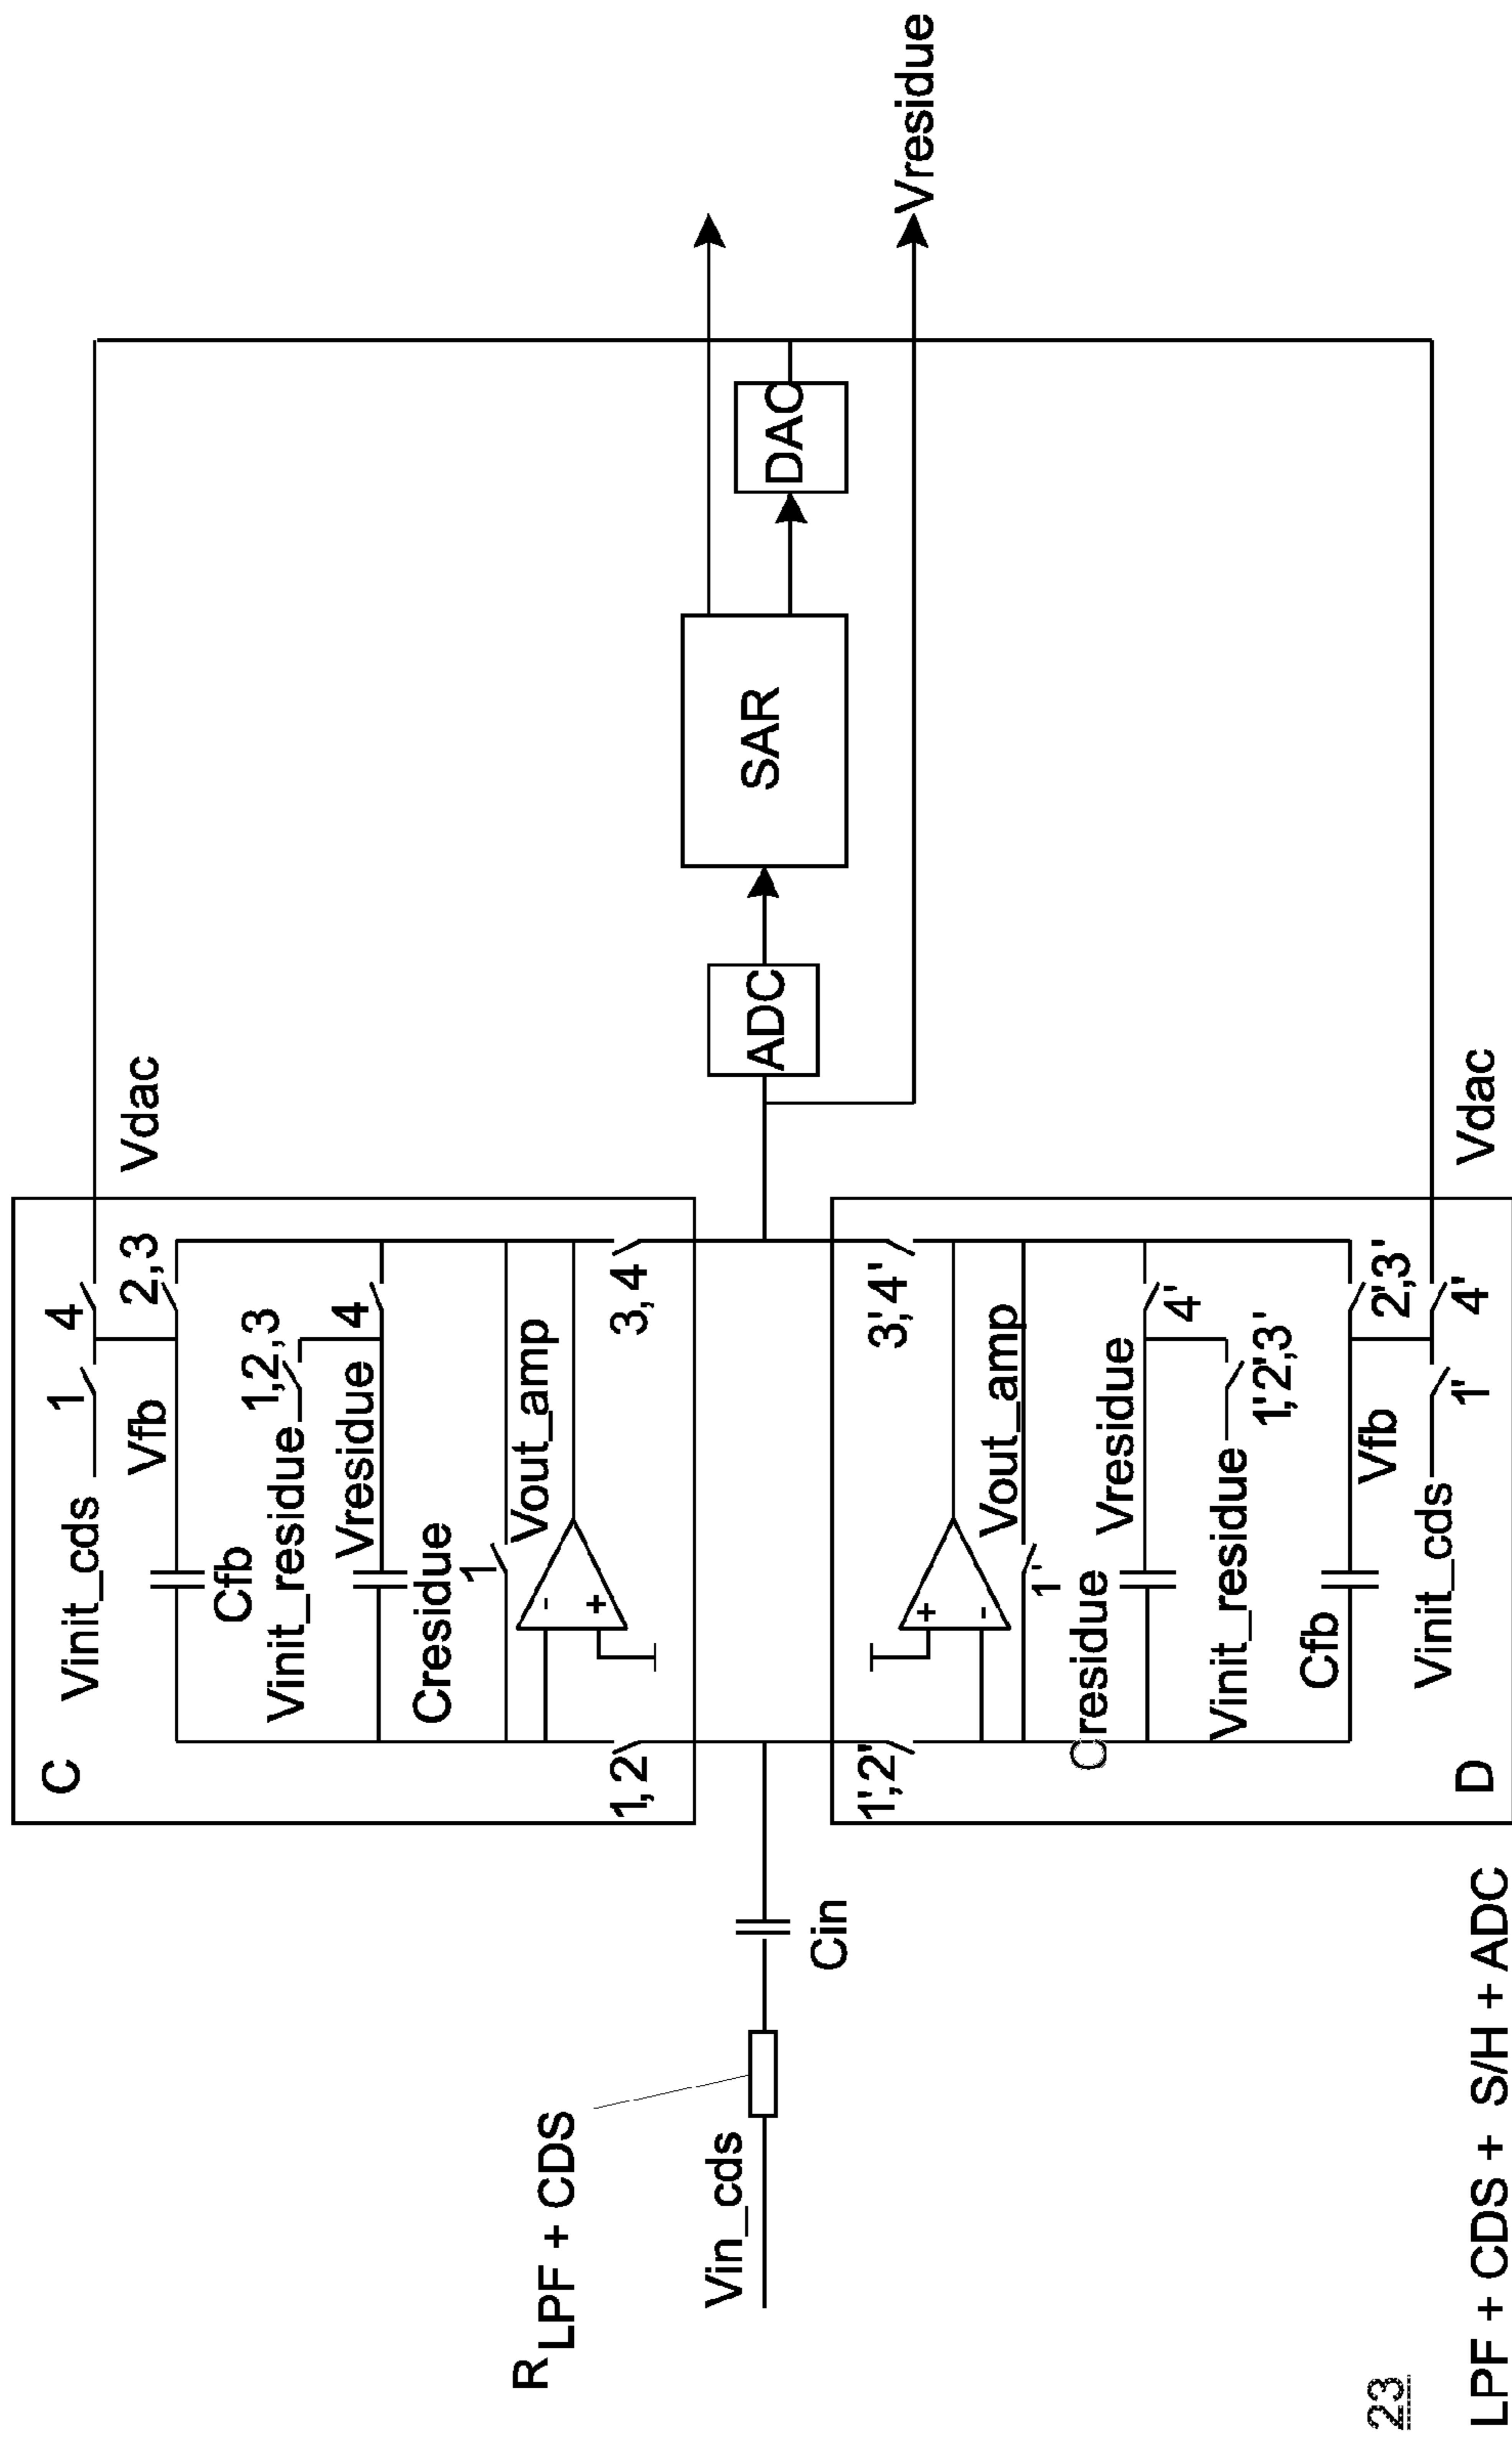 C
Vinit_cds
1
4
Vdac
Vfb
2,3
Cfb
Vinit_residue
1,2,3
Vresidue
4
Cresidue
1
Vout_amp
1,2
3,4
R LPF + CDS
Vin_cds
Cin
ADC
SAR
DAC
Vresidue
1',2'
3',4'
Vout_amp
1'
Cresidue
Vresidue
4'
Vinit_residue
1',2',3'
Cfb
Vfb
2',3'
Vinit_cds
1'
4'
Vdac
D
23
LPF + CDS + S/H + ADC
+
-
+
-